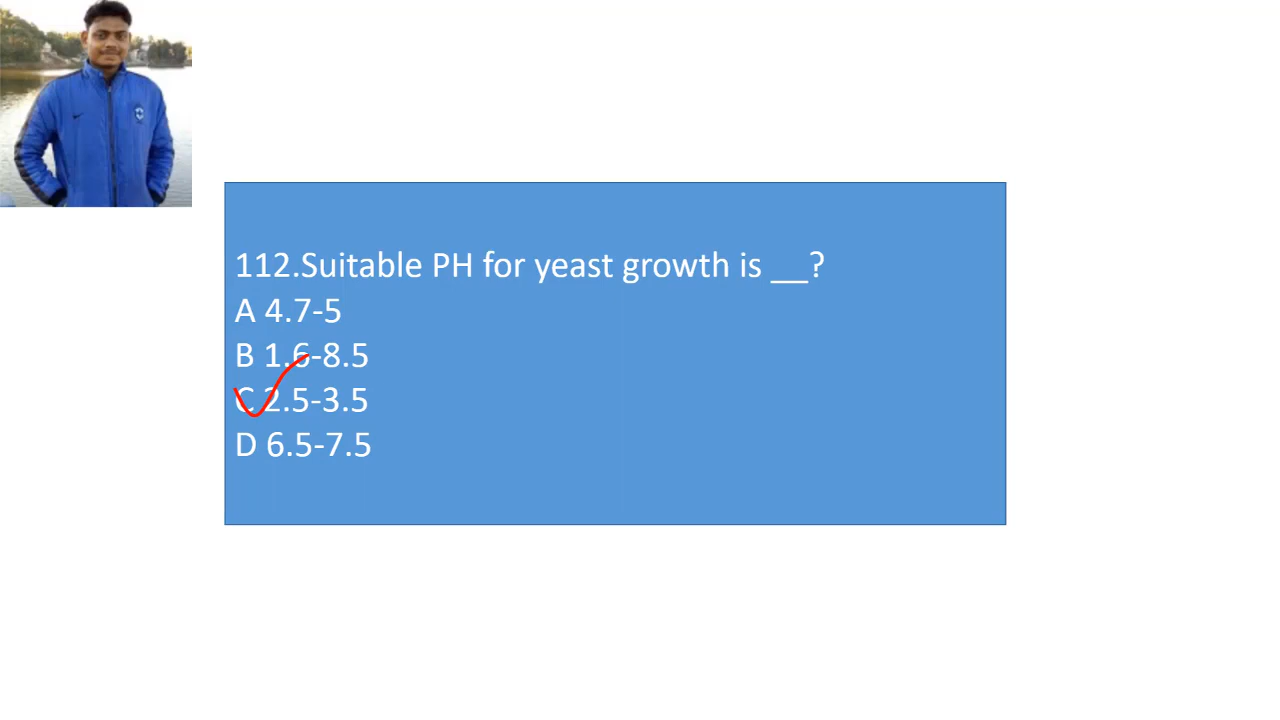 112.Suitable PH for yeast growth is __?
A 4.7-5
B 1.6-8.5
C 2.5-3.5
D 6.5-7.5